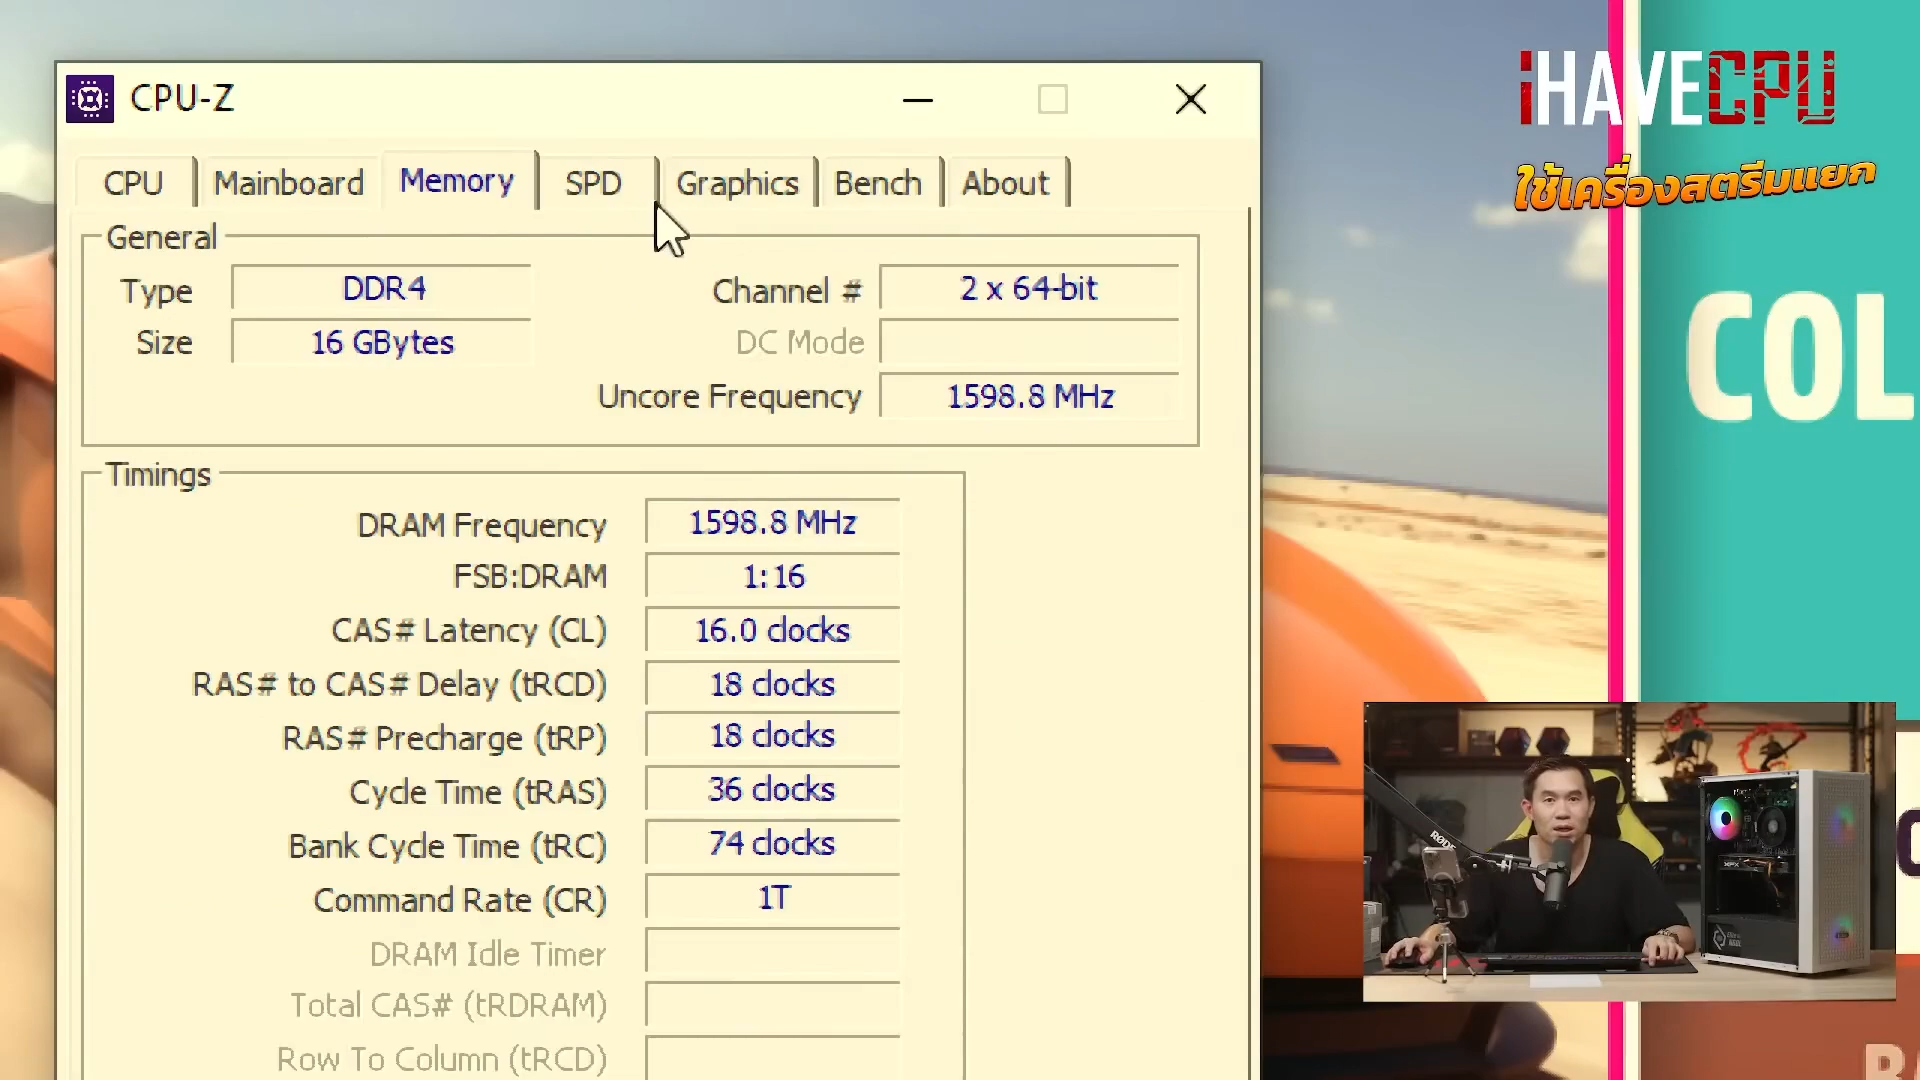 CPU-Z
iHAVECPU
ใช้เครื่องสตรีมแยก
CPU Mainboard Memory SPD Graphics Bench About
General
Type DDR4 Channel # 2 x 64-bit
Size 16 GBytes DC Mode
Uncore Frequency 1598.8 MHz
COL
Timings
DRAM Frequency 1598.8 MHz
FSB:DRAM 1:16
CAS# Latency (CL) 16.0 clocks
RAS# to CAS# Delay (tRCD) 18 clocks
RAS# Precharge (tRP) 18 clocks
Cycle Time (tRAS) 36 clocks
Bank Cycle Time (tRC) 74 clocks
Command Rate (CR) 1T
DRAM Idle Timer
Total CAS# (tRDRAM)
Row To Column (tRCD)
RØDE
XFX